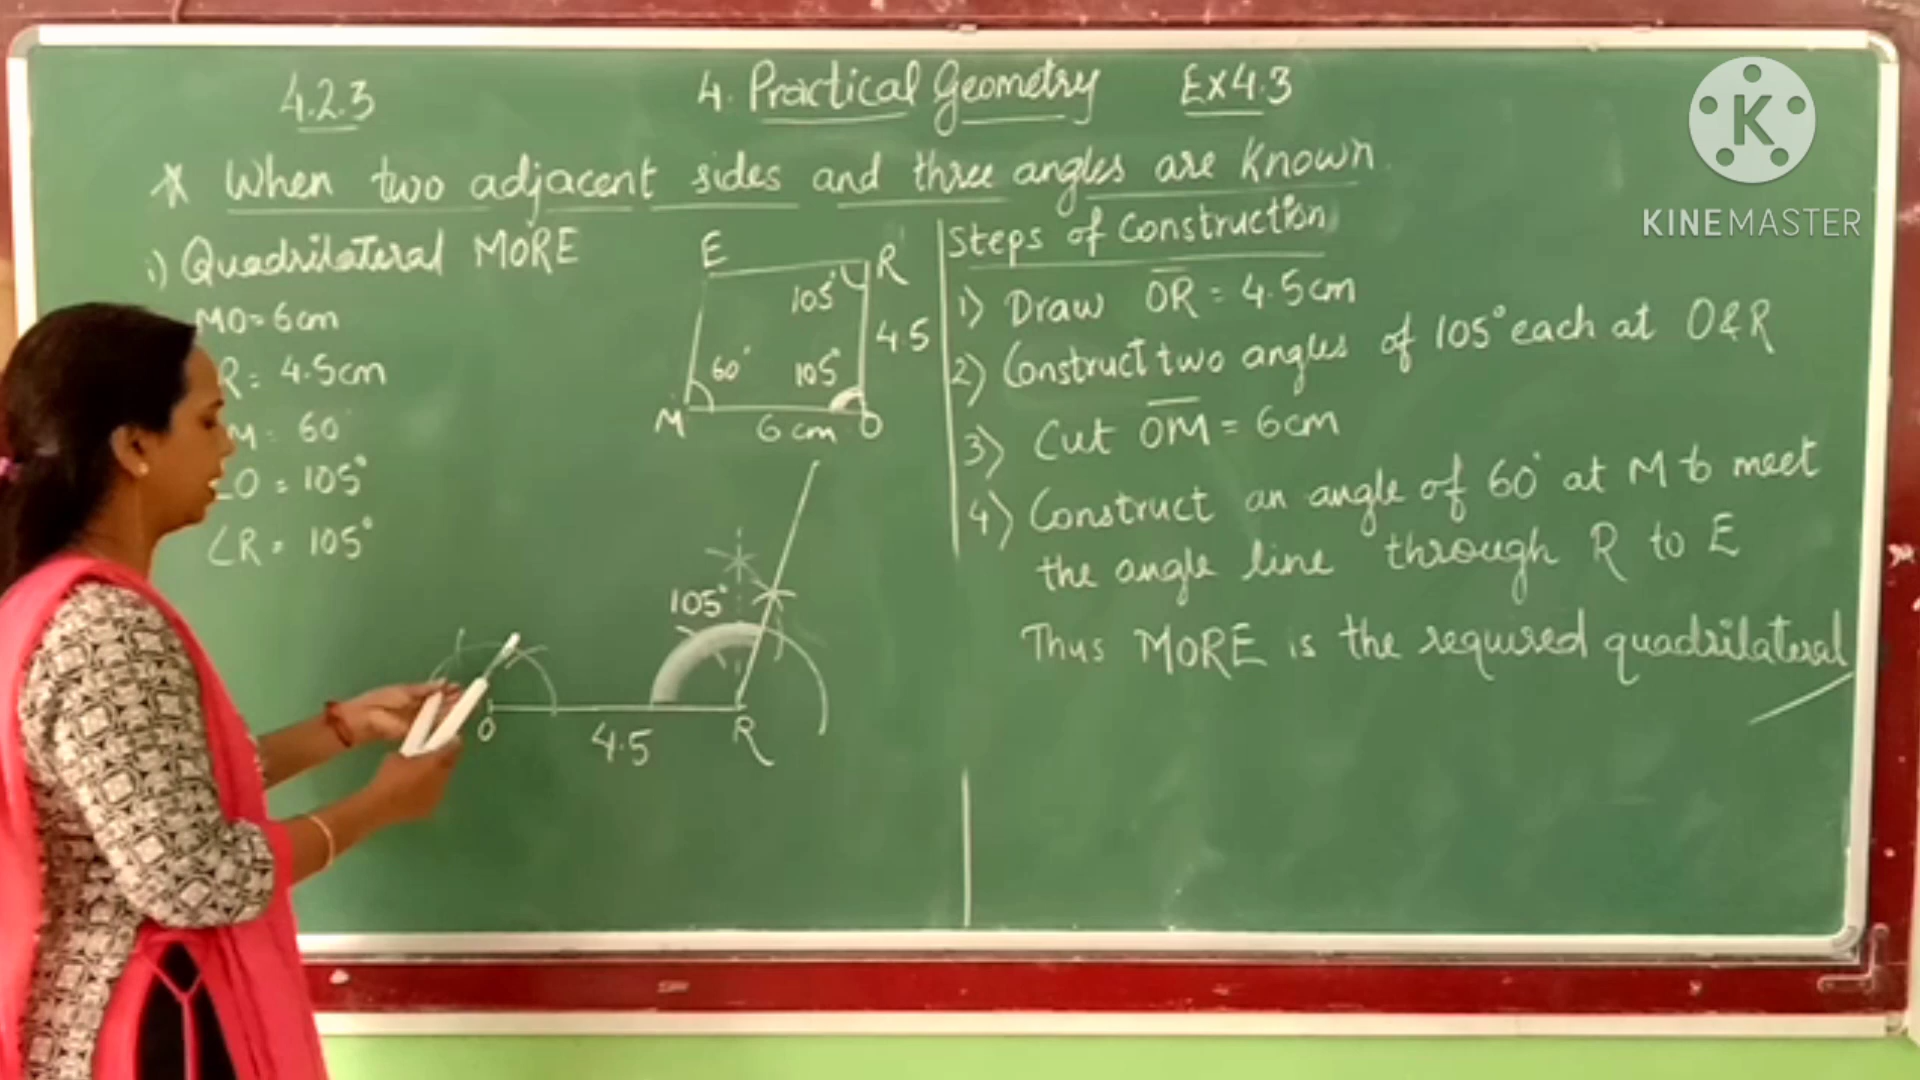 4.2.3
4. Practical Geometry Ex 4.3
* When two adjacent sides and three angles are known.
i) Quadrilateral MORE
MO = 6cm
R = 4.5cm
M = 60°
∠O = 105°
∠R = 105°
E
R
105°
4.5
60°
105°
M
6 cm
O
105°
O
4.5
R
Steps of Construction
1) Draw OR = 4.5cm
2) Construct two angles of 105° each at O & R
3) Cut OM = 6cm
4) Construct an angle of 60° at M to meet
the angle line through R to E
Thus MORE is the required quadrilateral
K
KINEMASTER